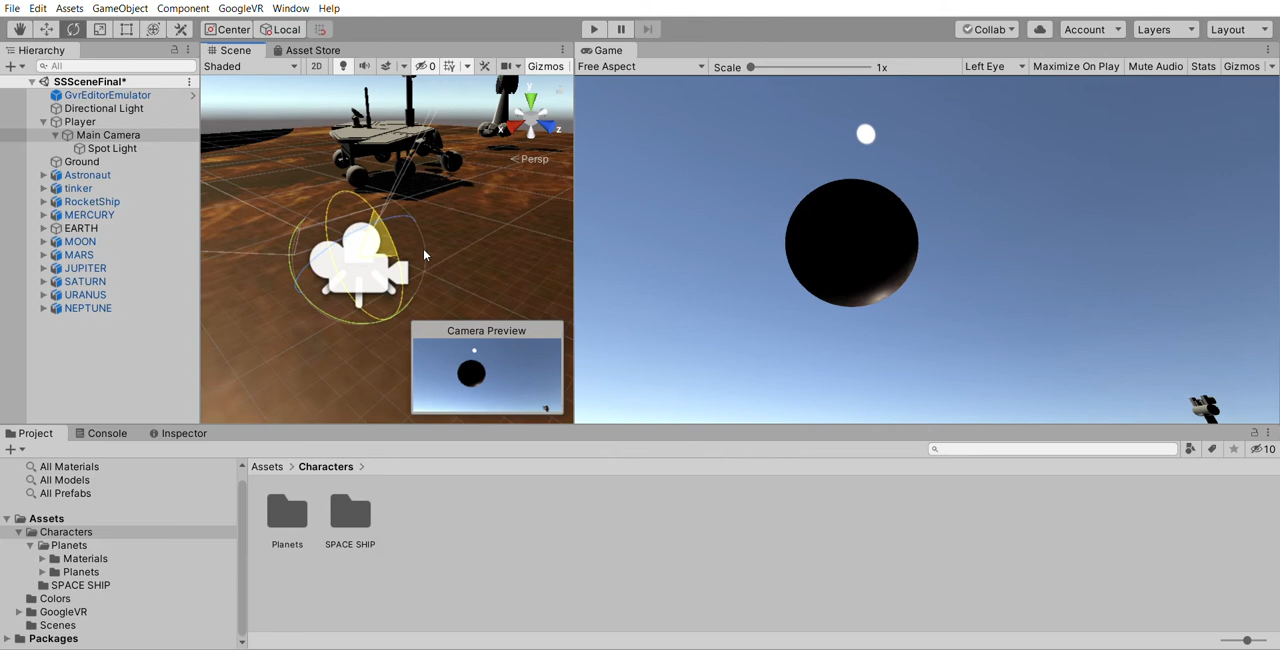 File Edit Assets GameObject Component GoogleVR Window Help
Center Local Collab Account Layers Layout
Hierarchy Scene Asset Store Game
All Shaded 2D 0 Gizmos Free Aspect Scale 1x Left Eye Maximize On Play Mute Audio Stats Gizmos
SSSceneFinal*
GvrEditorEmulator
Directional Light
Player
Main Camera
Spot Light
Ground
Astronaut
tinker
RocketShip
MERCURY
EARTH
MOON
MARS
JUPITER
SATURN
URANUS
NEPTUNE
y
x z
Persp
Camera Preview
Project Console Inspector
10
All Materials
All Models
All Prefabs
Assets
Characters
Planets
Materials
Planets
SPACE SHIP
Colors
GoogleVR
Scenes
Packages
Assets > Characters >
Planets SPACE SHIP